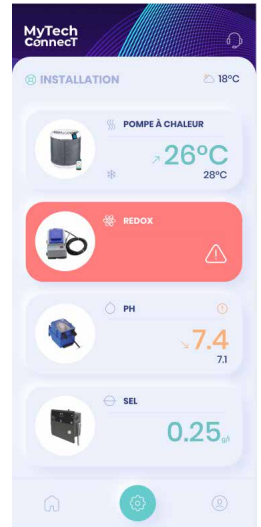 MyTech
ConnecT
INSTALLATION
18°C
POMPE À CHALEUR
26°C
28°C
REDOX
PH
7.4
7.1
SEL
0.25 g/l